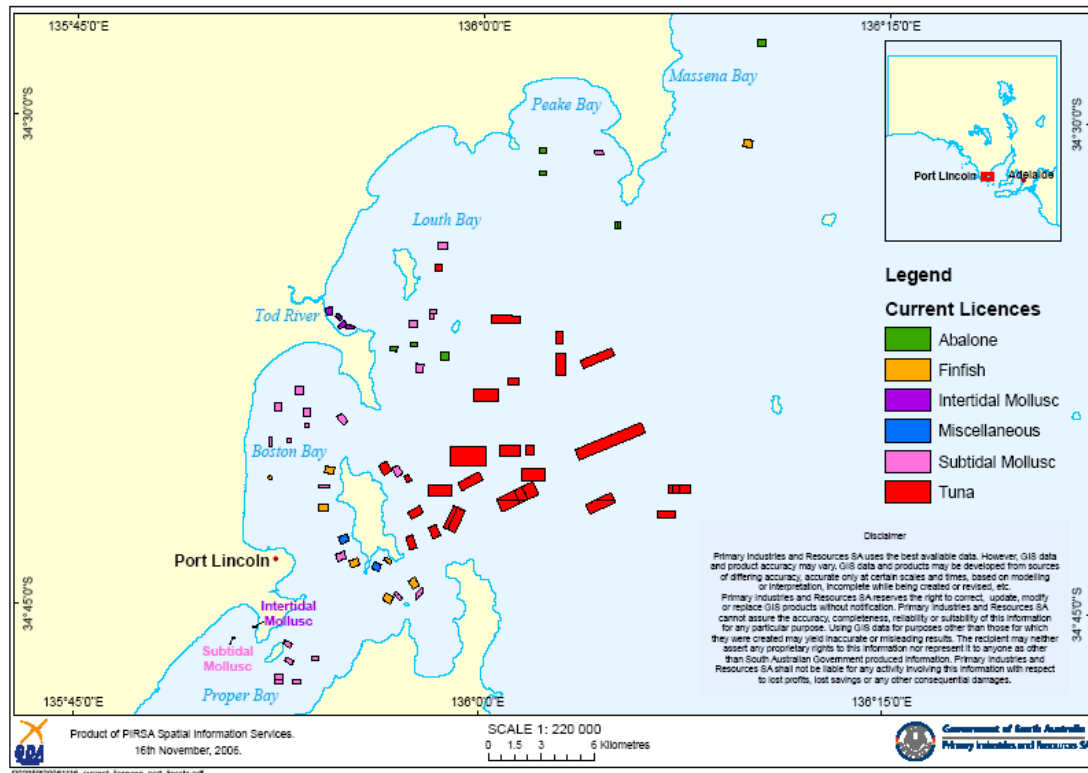 135°45'0"E
136°0'0"E
136°15'0"E
34°30'0"S
34°30'0"S
Massena Bay
Peake Bay
Port Lincoln
Adelaide
Louth Bay
Legend
Current Licences
Tod River
Abalone
Finfish
Intertidal Mollusc
Miscellaneous
Subtidal Mollusc
Tuna
Boston Bay
Port Lincoln
Disclaimer
Primary Industries and Resources SA uses the best available data. However, GIS data
and product accuracy may vary. GIS data and products may be developed from sources
of differing accuracy, accurate only at certain scales and times, based on modelling
or interpretation, incomplete while being created or revised, etc.
Primary Industries and Resources SA reserves the right to correct, update, modify
or replace GIS products without notification. Primary Industries and Resources SA
cannot assure the accuracy, completeness, reliability or suitability of this information
for any particular purpose. Using GIS data for purposes other than those for which
they were created may yield inaccurate or misleading results. The recipient may neither
assert any proprietary rights to this information nor represent it to anyone as other
than South Australian Government produced information. Primary Industries and
Resources SA shall not be liable for any activity involving this information with respect
to lost profits, lost savings or any other consequential damages.
34°45'0"S
34°45'0"S
Intertidal
Mollusc
Subtidal
Mollusc
Proper Bay
135°45'0"E
136°0'0"E
136°15'0"E
Product of PIRSA Spatial Information Services.
16th November, 2006.
SCALE 1: 220 000
0 1.5 3 6 Kilometres
Government of South Australia
Primary Industries and Resources SA